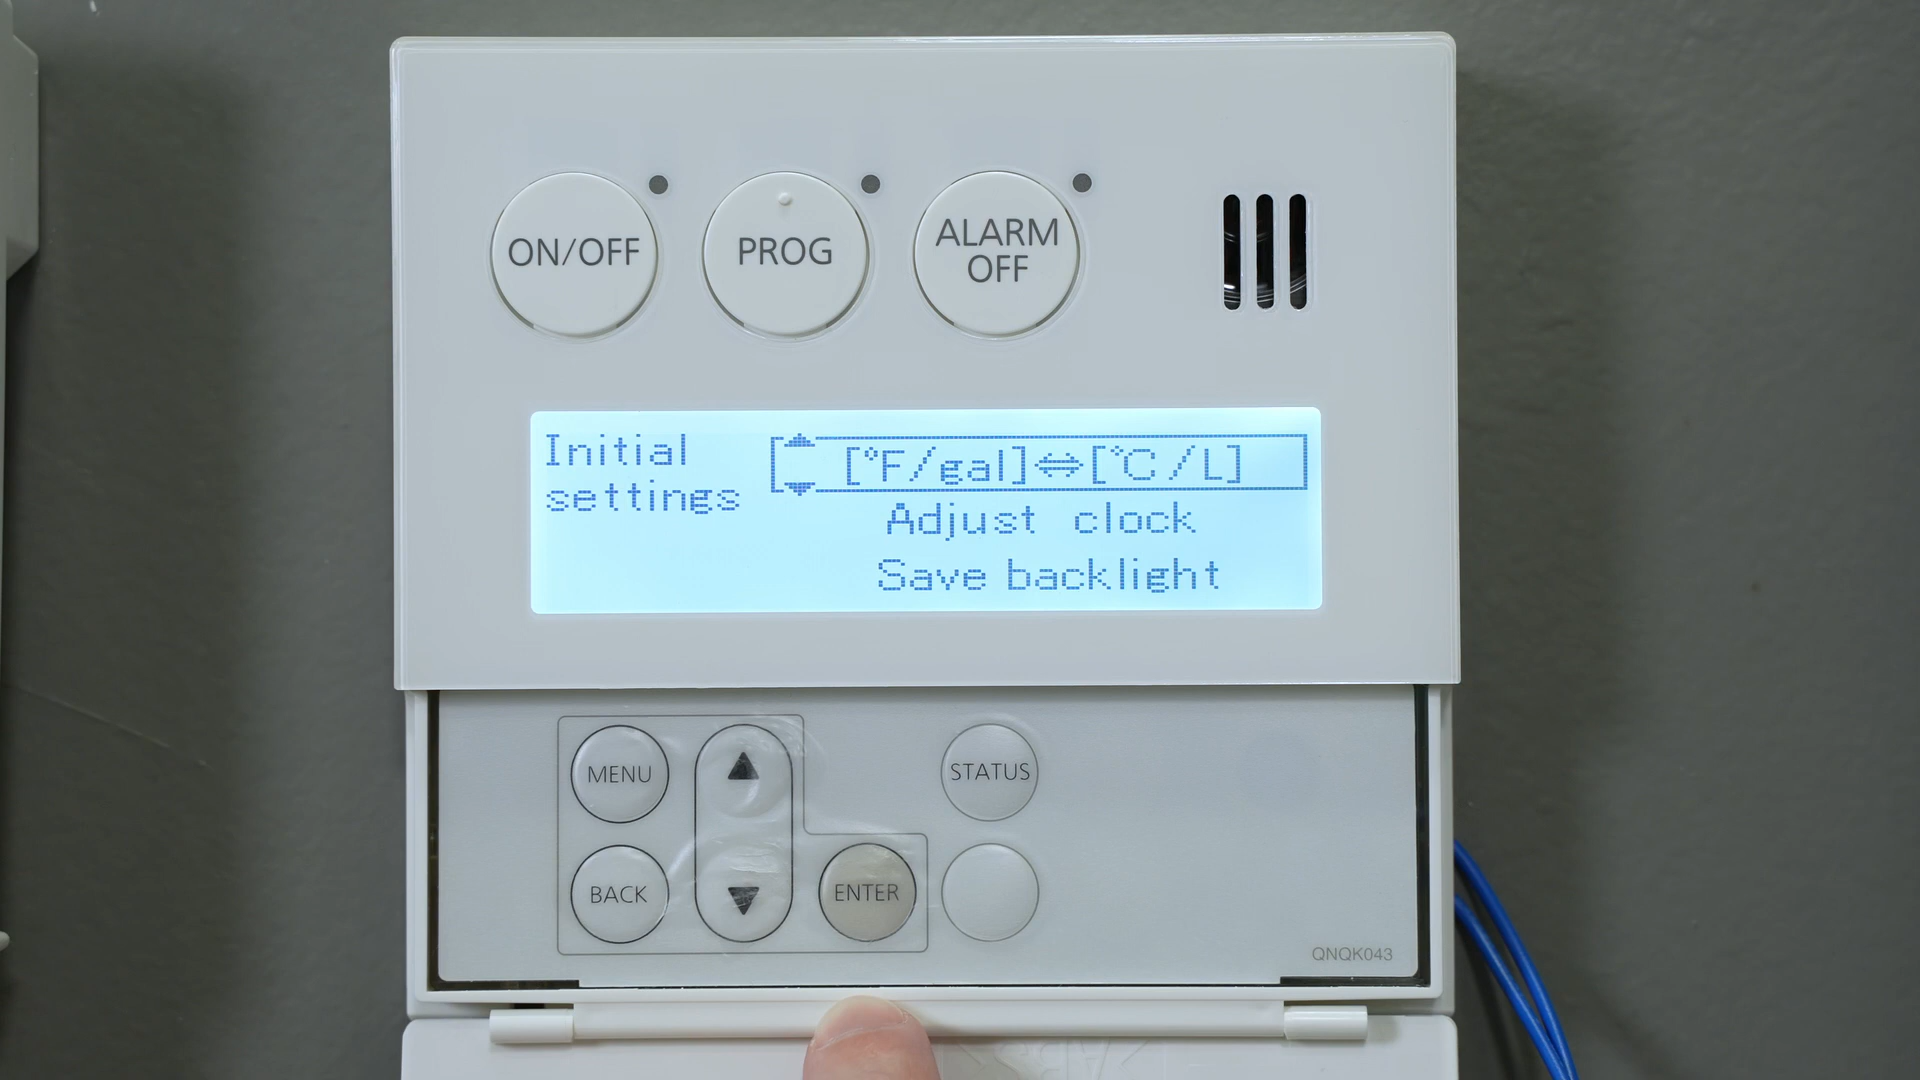 ON/OFF
PROG
ALARM
OFF
Initial
settings
[°F/gal]⇔[℃/L]
Adjust clock
Save backlight
MENU
▲
STATUS
BACK
▼
ENTER
QNQK043